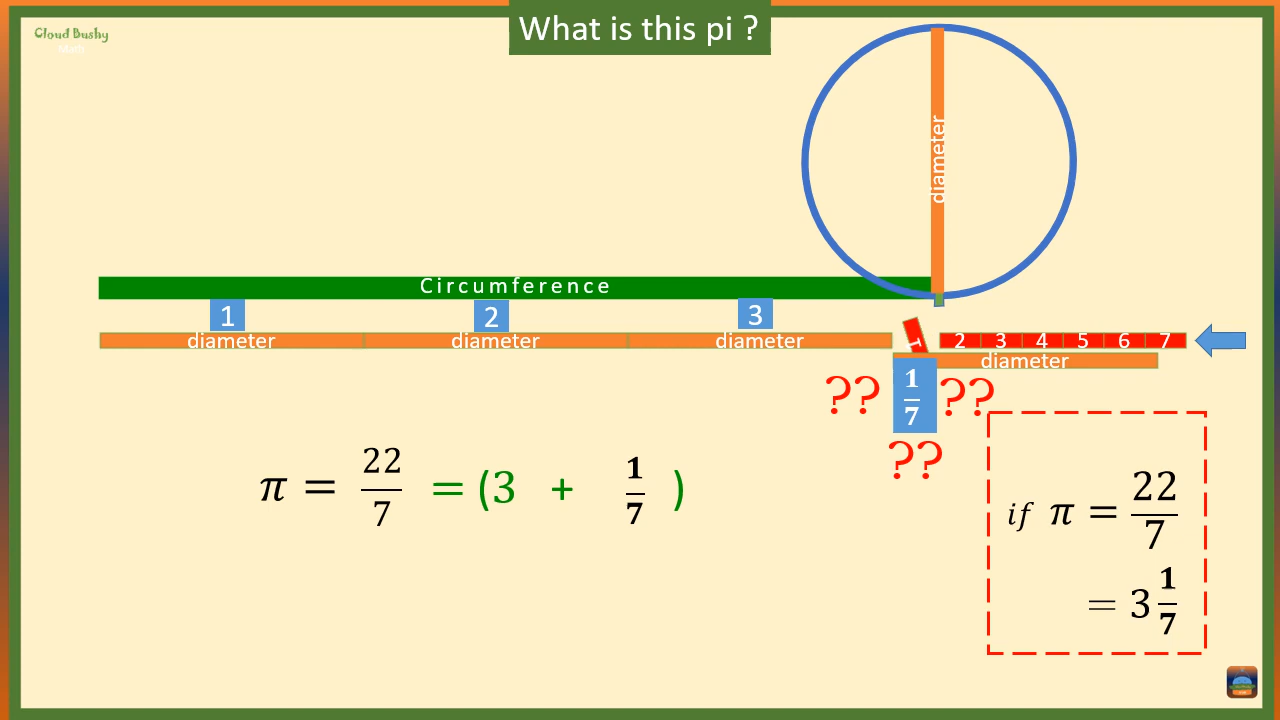 What is this pi ?
Cloud Bushy
Math
diameter
Circumference
1 2 3
diameter diameter diameter
1 2 3 4 5 6 7
diameter
?? 1/7 ??
??
π = 22/7 = (3 + 1/7 )
if π = 22/7
= 3 1/7